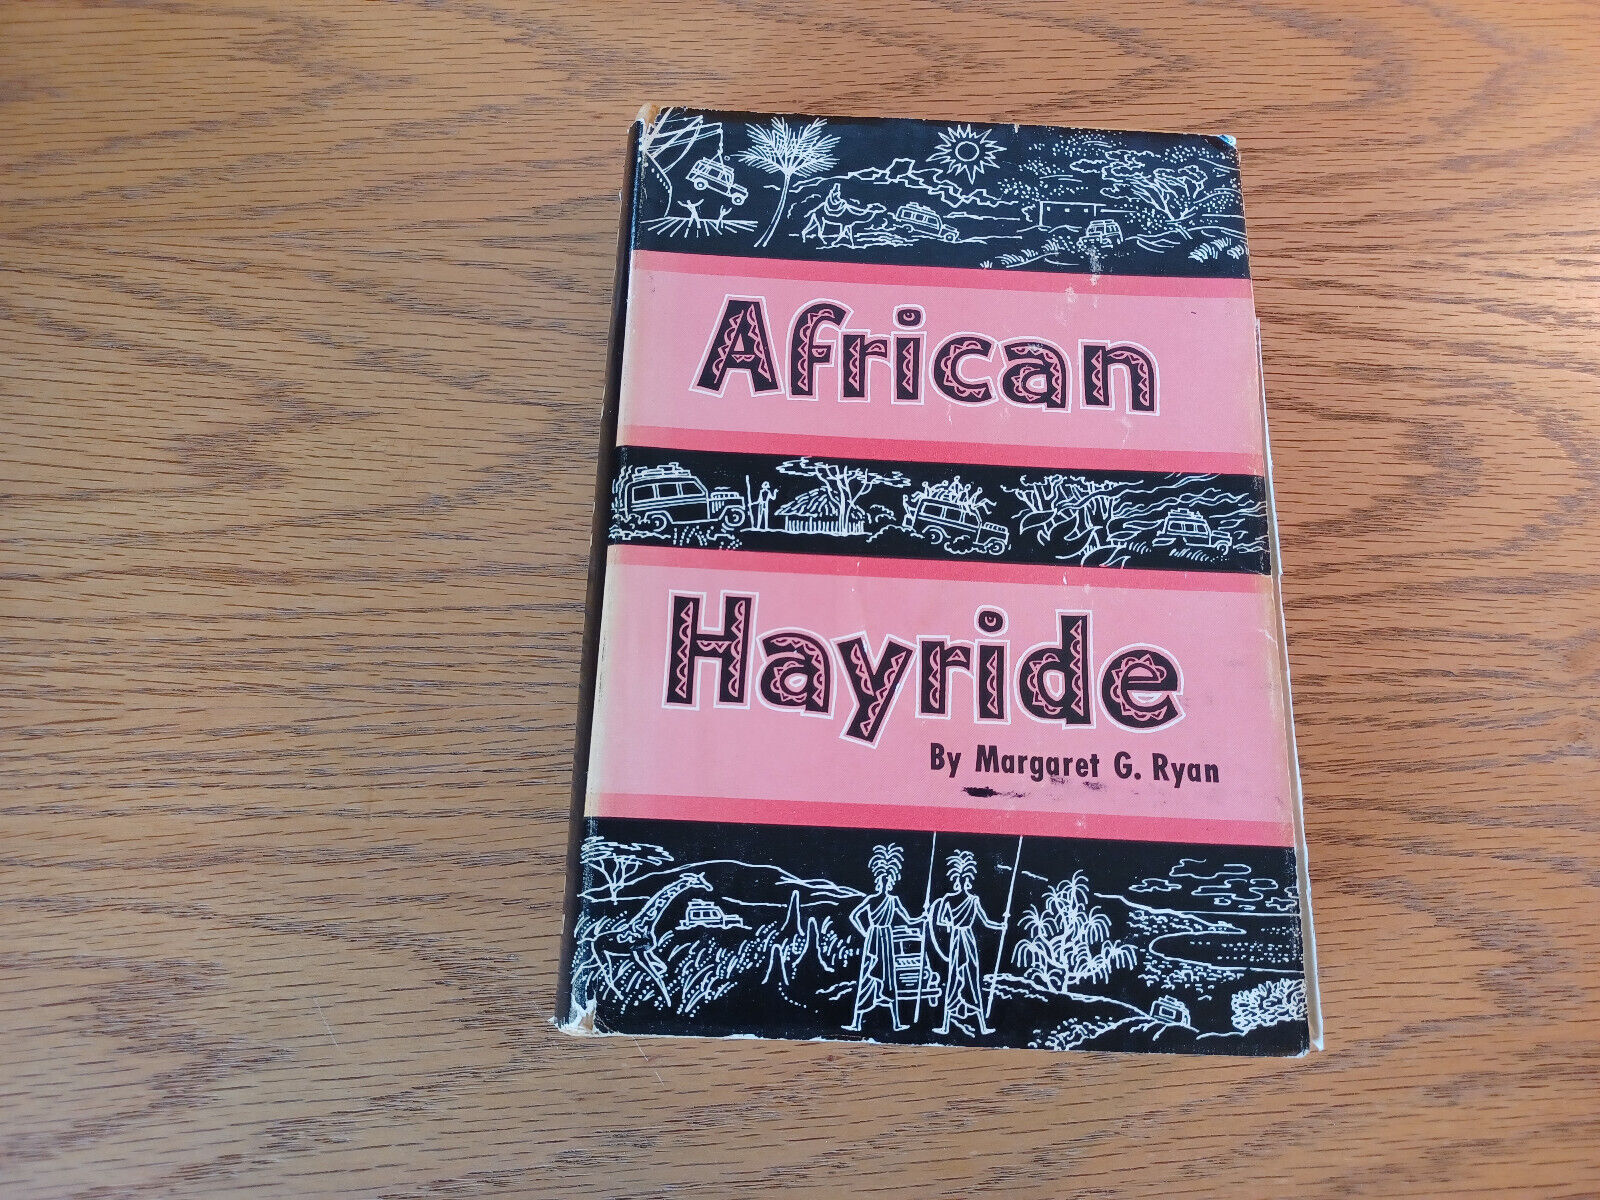 African
Hayride
By Margaret G. Ryan